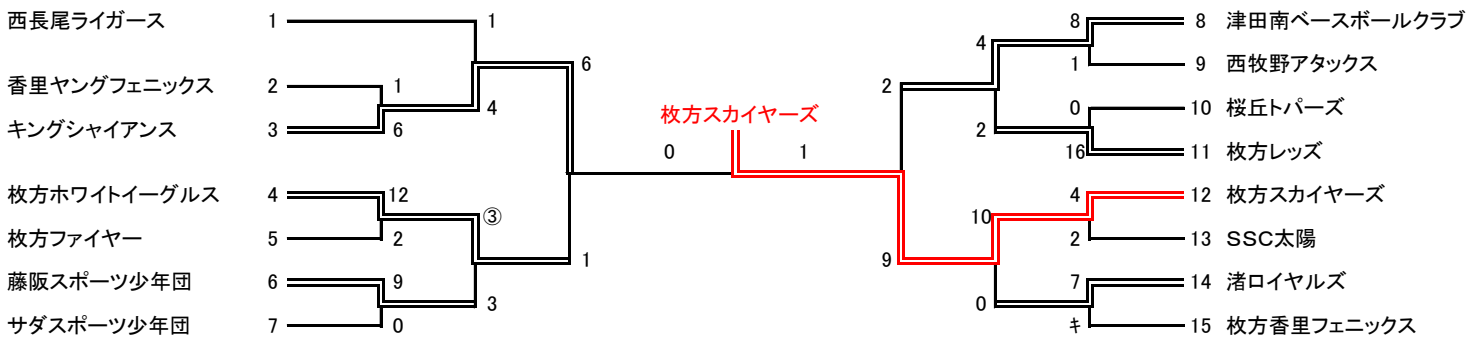 西長尾ライガース 1 1
香里ヤングフェニックス 2 1
キングシャイアンス 3 6
4
6
枚方ホワイトイーグルス 4 12
枚方ファイヤー 5 2
③
藤阪スポーツ少年団 6 9
サダスポーツ少年団 7 0
3
1
枚方スカイヤーズ
0 1
8 8 津田南ベースボールクラブ
4
1 9 西牧野アタックス
2
0 10 桜丘トパーズ
2
16 11 枚方レッズ
4 12 枚方スカイヤーズ
10
2 13 SSC太陽
9
7 14 渚ロイヤルズ
0
キ 15 枚方香里フェニックス